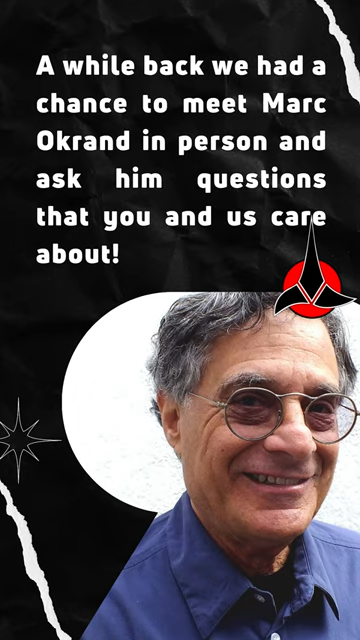 A while back we had a
chance to meet Marc
Okrand in person and
ask him questions
that you and us care
about!